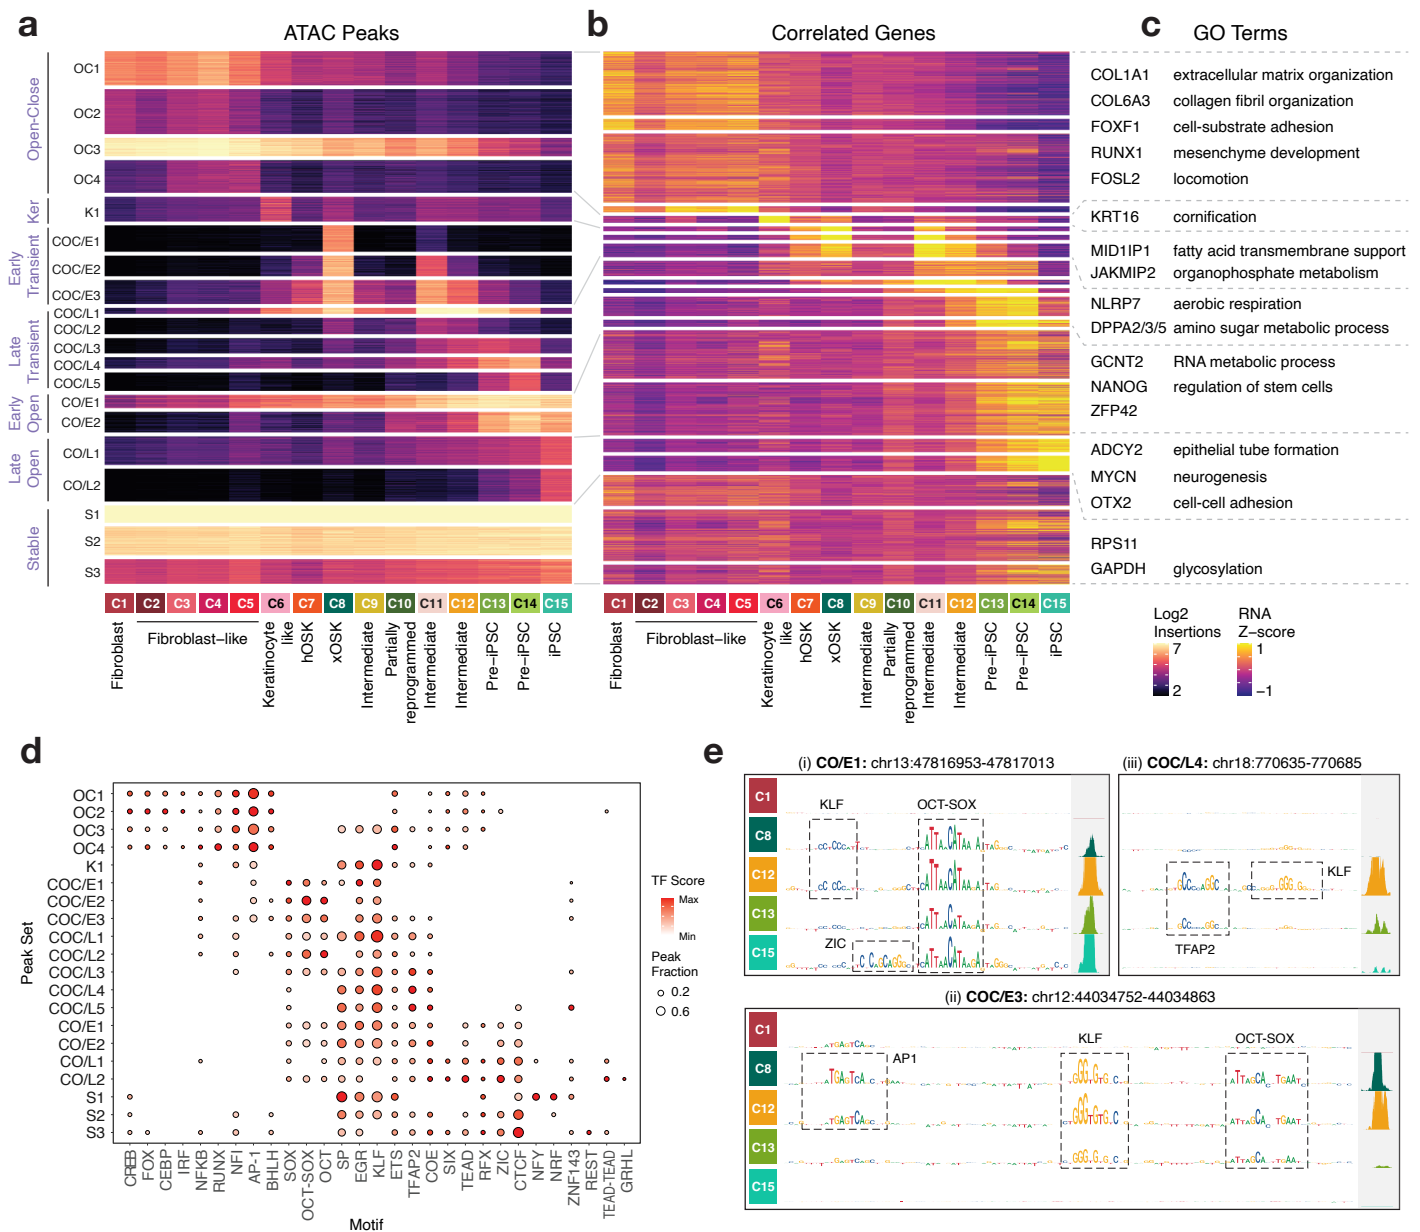 a ATAC Peaks b Correlated Genes c GO Terms
Open-Close
Ker
Early Transient
Late Transient
Early Open
Late Open
Stable
OC1
OC2
OC3
OC4
K1
COC/E1
COC/E2
COC/E3
COC/L1
COC/L2
COC/L3
COC/L4
COC/L5
CO/E1
CO/E2
CO/L1
CO/L2
S1
S2
S3
COL1A1 extracellular matrix organization
COL6A3 collagen fibril organization
FOXF1 cell-substrate adhesion
RUNX1 mesenchyme development
FOSL2 locomotion
KRT16 cornification
MID1IP1 fatty acid transmembrane support
JAKMIP2 organophosphate metabolism
NLRP7 aerobic respiration
DPPA2/3/5 amino sugar metabolic process
GCNT2 RNA metabolic process
NANOG regulation of stem cells
ZFP42
ADCY2 epithelial tube formation
MYCN neurogenesis
OTX2 cell-cell adhesion
RPS11
GAPDH glycosylation
C1 C2 C3 C4 C5 C6 C7 C8 C9 C10 C11 C12 C13 C14 C15
Fibroblast
Fibroblast-like
Keratinocyte like
hOSK
xOSK
Intermediate
Partially reprogrammed
Intermediate
Intermediate
Pre-iPSC
Pre-iPSC
iPSC
C1 C2 C3 C4 C5 C6 C7 C8 C9 C10 C11 C12 C13 C14 C15
Fibroblast
Fibroblast-like
Keratinocyte like
hOSK
xOSK
Intermediate
Partially reprogrammed
Intermediate
Intermediate
Pre-iPSC
Pre-iPSC
iPSC
Log2 Insertions
7
2
RNA Z-score
1
-1
d
Peak Set
OC1
OC2
OC3
OC4
K1
COC/E1
COC/E2
COC/E3
COC/L1
COC/L2
COC/L3
COC/L4
COC/L5
CO/E1
CO/E2
CO/L1
CO/L2
S1
S2
S3
CREB FOX CEBP IRF NFKB RUNX NFI AP-1 BHLH SOX OCT-SOX OCT SP EGR KLF ETS TFAP2 COE SIX TEAD RFX ZIC CTCF NFY NRF ZNF143 REST TEAD-TEAD GRHL
Motif
TF Score
Max
Min
Peak Fraction
0.2
0.6
e
(i) CO/E1: chr13:47816953-47817013
C1
C8
C12
C13
C15
KLF
OCT-SOX
ZIC
(iii) COC/L4: chr18:770635-770685
KLF
TFAP2
(ii) COC/E3: chr12:44034752-44034863
C1
C8
C12
C13
C15
AP1
KLF
OCT-SOX